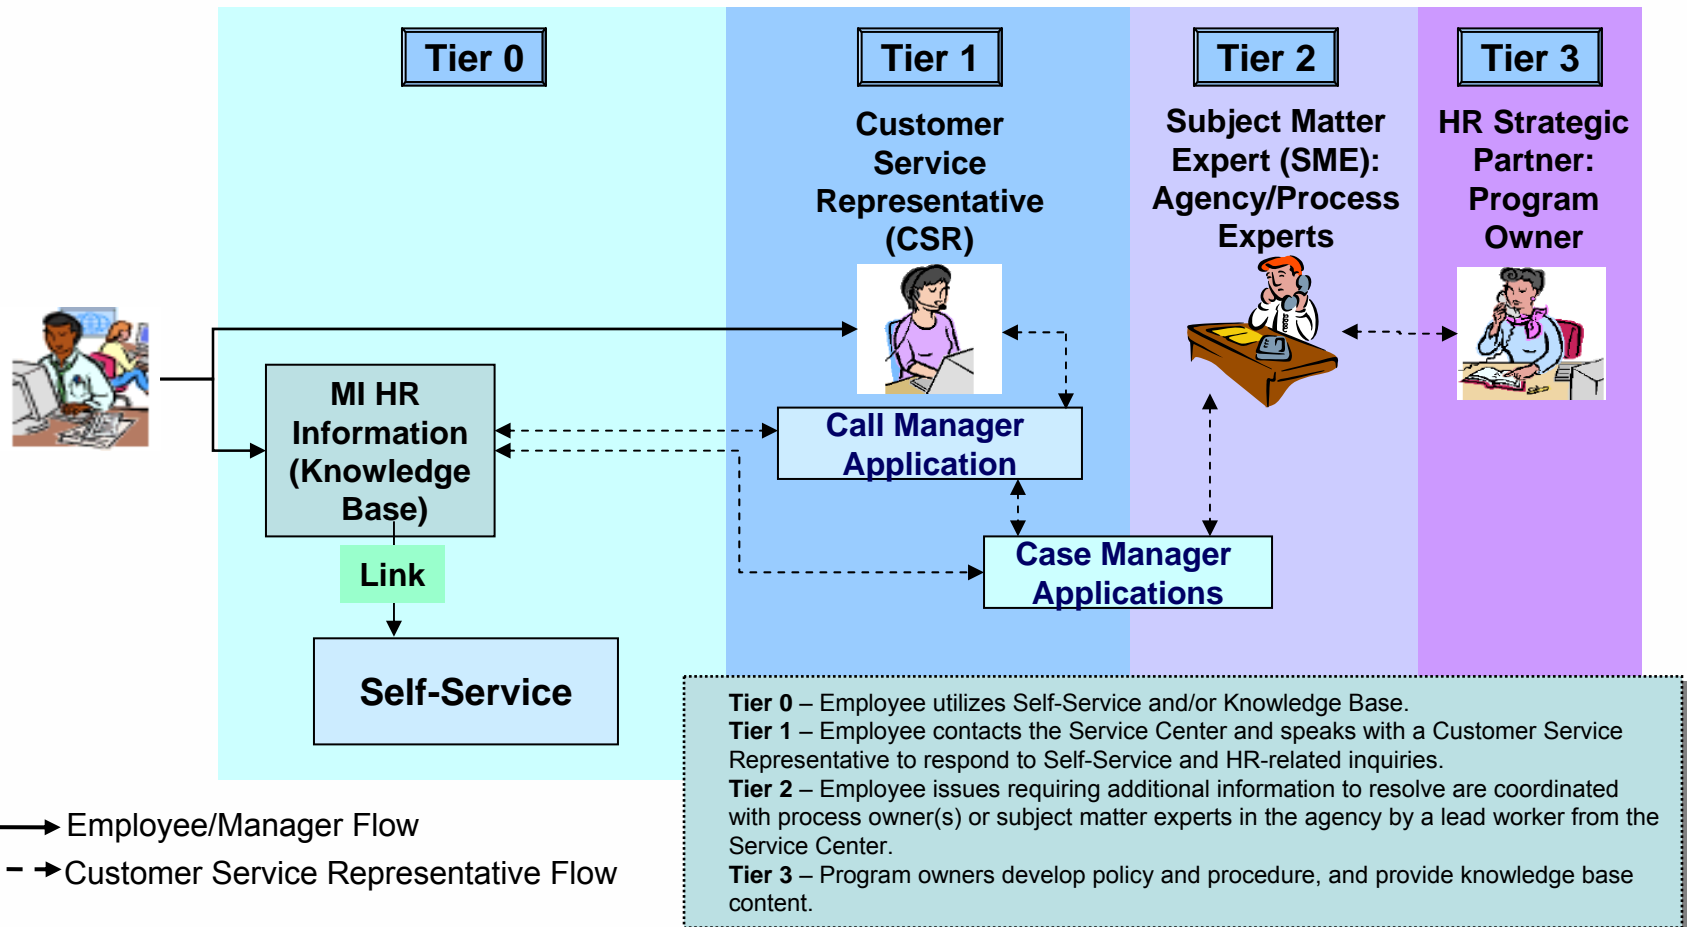 Tier 0
Tier 1
Tier 2
Tier 3
Customer
Service
Representative
(CSR)
Subject Matter
Expert (SME):
Agency/Process
Experts
HR Strategic
Partner:
Program
Owner
MI HR
Information
(Knowledge
Base)
Call Manager
Application
Case Manager
Applications
Link
Self-Service
Tier 0 – Employee utilizes Self-Service and/or Knowledge Base.
Tier 1 – Employee contacts the Service Center and speaks with a Customer Service
Representative to respond to Self-Service and HR-related inquiries.
Tier 2 – Employee issues requiring additional information to resolve are coordinated
with process owner(s) or subject matter experts in the agency by a lead worker from the
Service Center.
Tier 3 – Program owners develop policy and procedure, and provide knowledge base
content.
Employee/Manager Flow
Customer Service Representative Flow